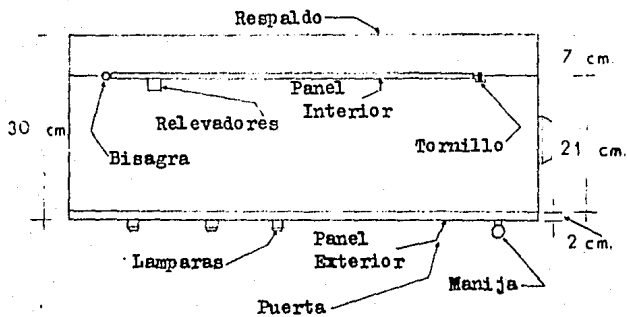 Respaldo
7 cm.
Panel
Interior
Relevadores
30 cm.
Tornillo
Bisagra
21 cm.
Panel
Exterior
Lamparas
2 cm.
Manija
Puerta